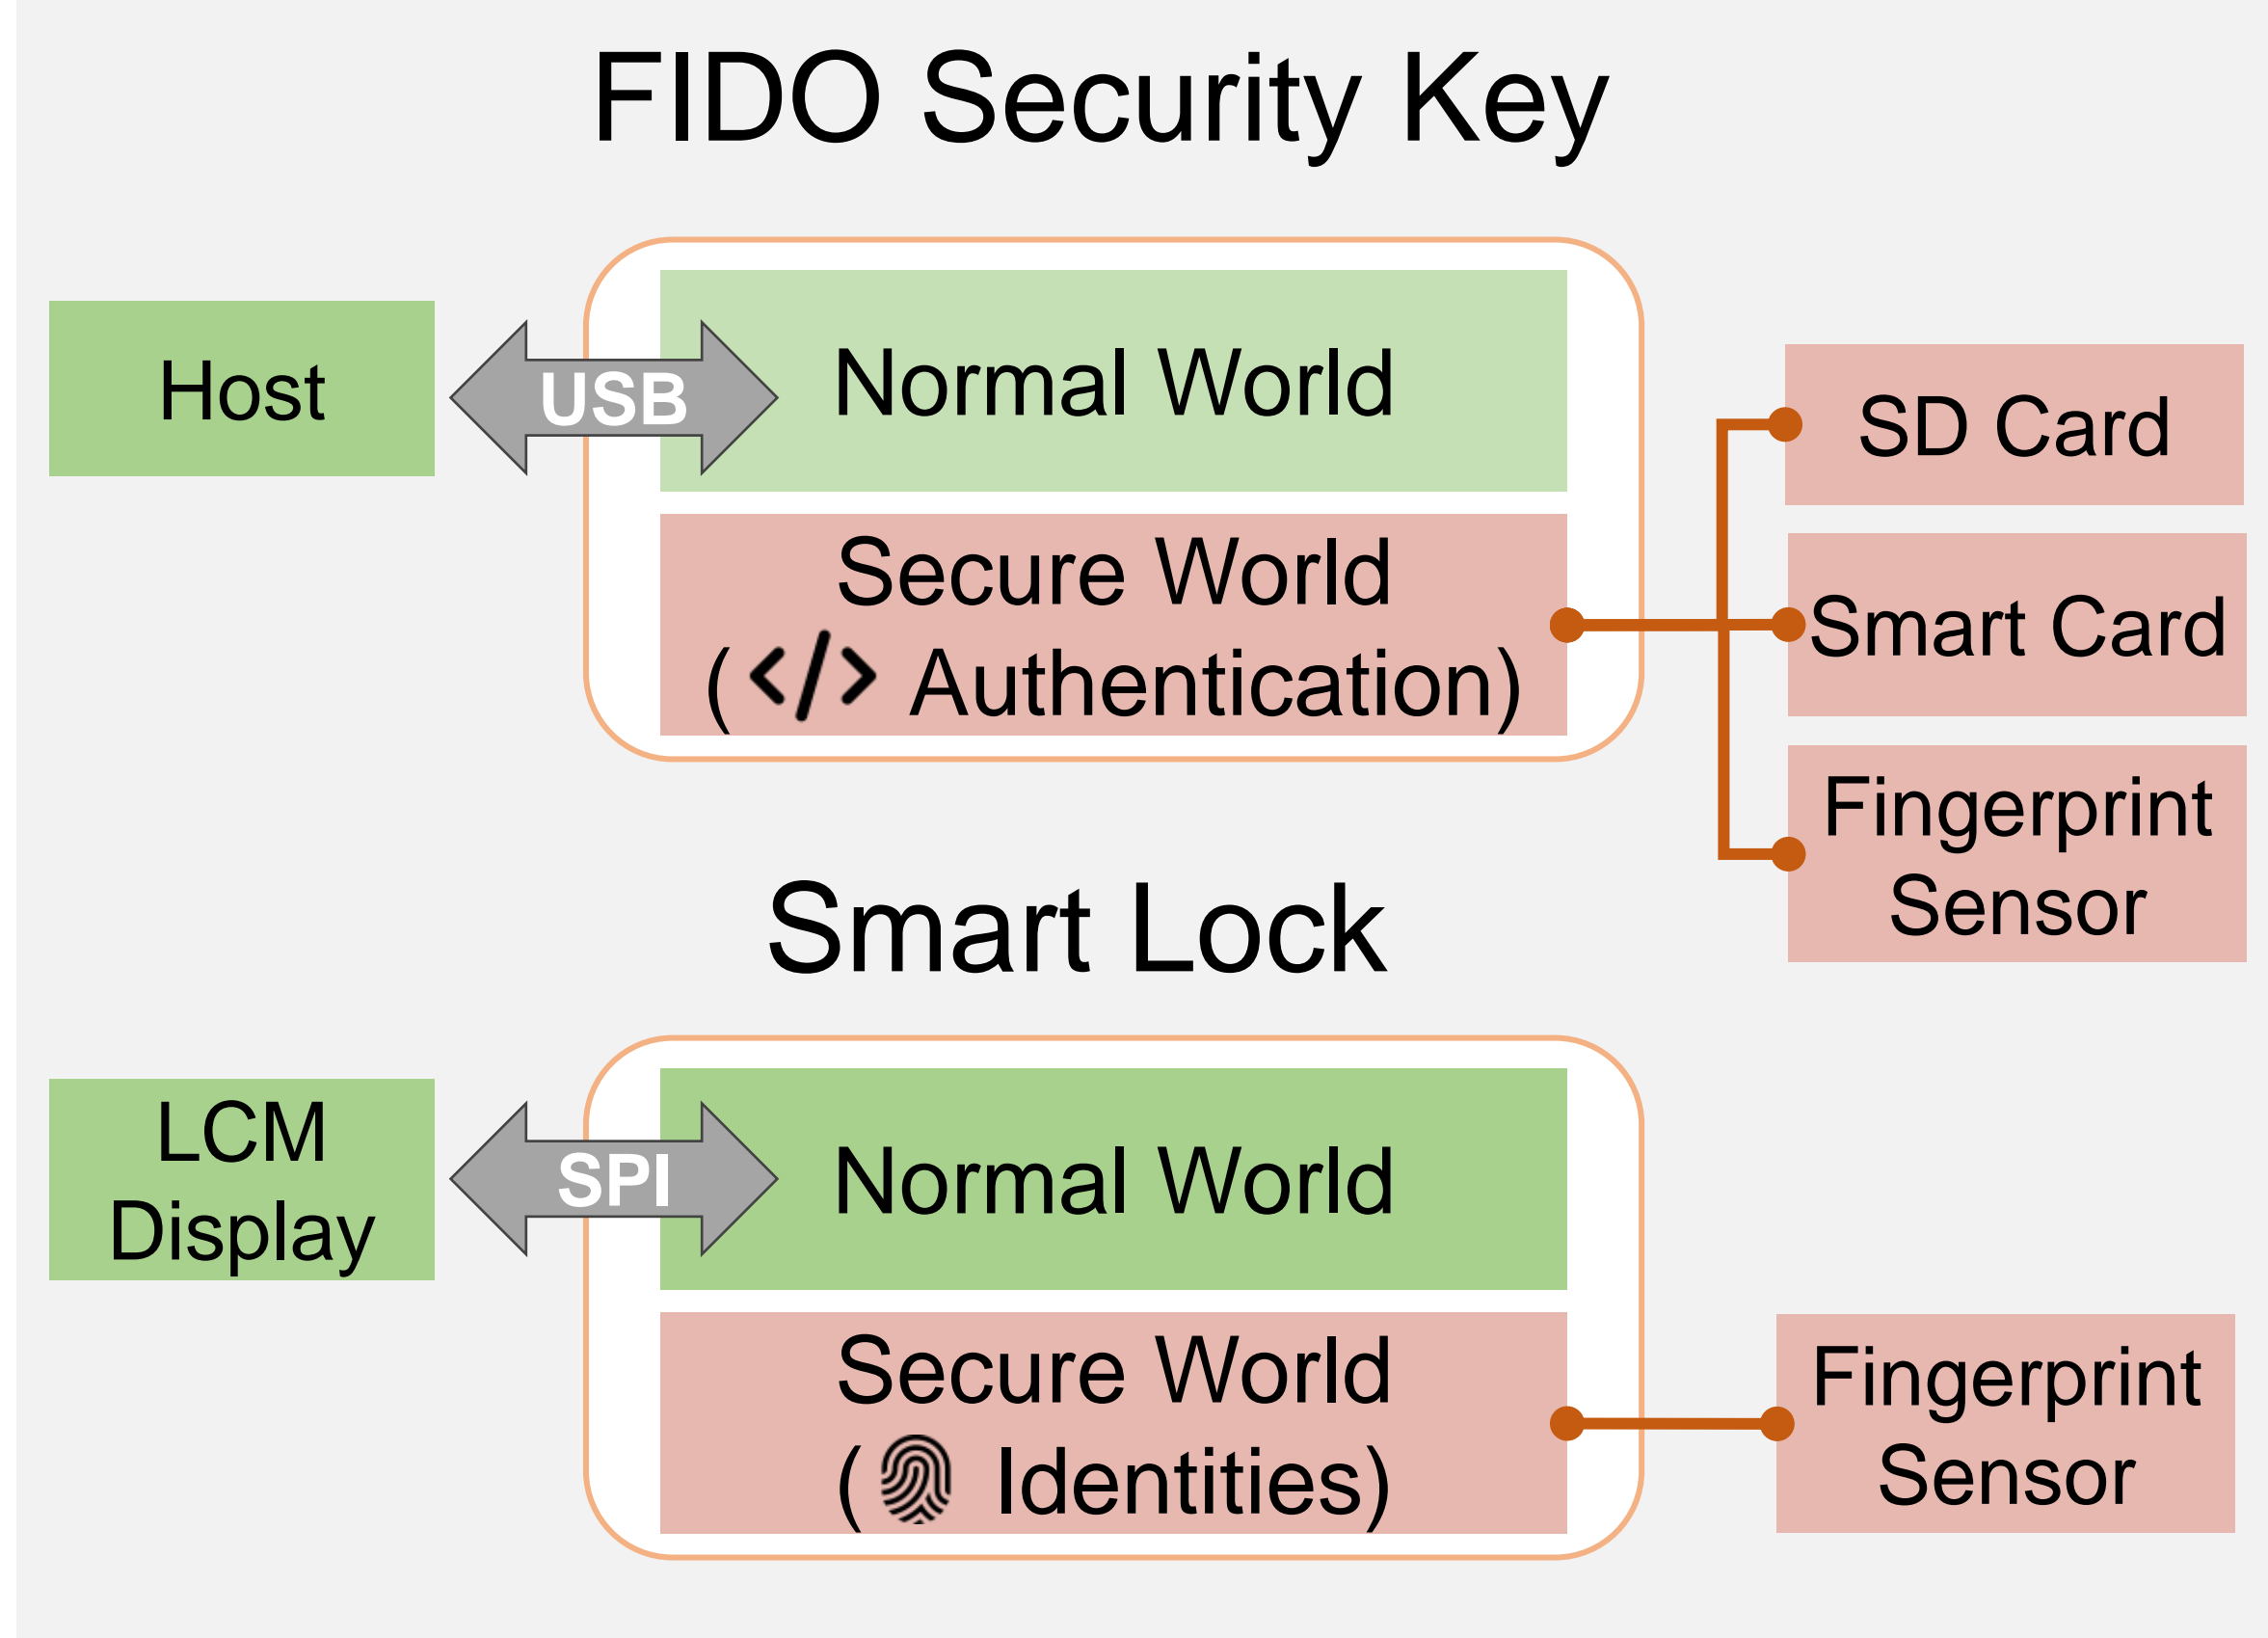 FIDO Security Key
Host
USB
Normal World
Secure World
(</> Authentication)
SD Card
Smart Card
Fingerprint
Sensor
Smart Lock
LCM
Display
SPI
Normal World
Secure World
( Identities)
Fingerprint
Sensor